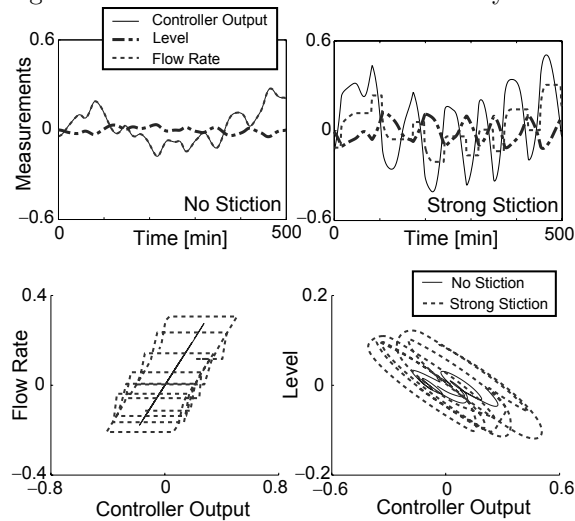 Controller Output
Level
Flow Rate
0.6
0
−0.6
Measurements
No Stiction
0
500
Time [min]
0.6
0
−0.6
Strong Stiction
0
500
Time [min]
0.4
0
−0.4
Flow Rate
−0.8
0
0.8
Controller Output
No Stiction
Strong Stiction
0.2
0
−0.2
Level
−0.6
0
0.6
Controller Output